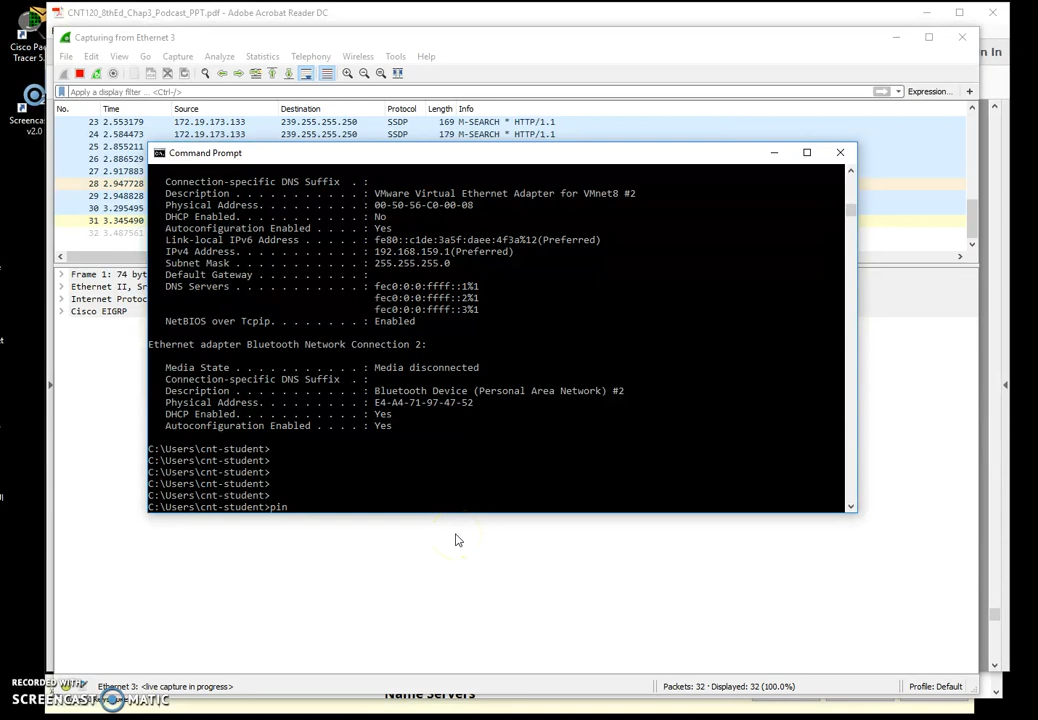 CNT120_8thEd_Chap3_Podcast_PPT.pdf - Adobe Acrobat Reader DC
Cisco Pa
Tracer 5.
Capturing from Ethernet 3
n In
File Edit View Go Capture Analyze Statistics Telephony Wireless Tools Help
Apply a display filter ... <Ctrl-/>
Expression...
+
No. Time Source Destination Protocol Length Info
23 2.553179 172.19.173.133 239.255.255.250 SSDP 169 M-SEARCH * HTTP/1.1
24 2.584473 172.19.173.133 239.255.255.250 SSDP 179 M-SEARCH * HTTP/1.1
25 2.855211
26 2.886529
27 2.917883
28 2.947728
29 2.948828
30 3.295495
31 3.345490
32 3.487561
Screencas
v2.0
Command Prompt
Connection-specific DNS Suffix . :
Description . . . . . . . . . . . : VMware Virtual Ethernet Adapter for VMnet8 #2
Physical Address. . . . . . . . . : 00-50-56-C0-00-08
DHCP Enabled. . . . . . . . . . . : No
Autoconfiguration Enabled . . . . : Yes
Link-local IPv6 Address . . . . . : fe80::c1de:3a5f:daee:4f3a%12(Preferred)
IPv4 Address. . . . . . . . . . . : 192.168.159.1(Preferred)
Subnet Mask . . . . . . . . . . . : 255.255.255.0
Default Gateway . . . . . . . . . :
DNS Servers . . . . . . . . . . . : fec0:0:0:ffff::1%1
fec0:0:0:ffff::2%1
fec0:0:0:ffff::3%1
NetBIOS over Tcpip. . . . . . . . : Enabled
Ethernet adapter Bluetooth Network Connection 2:
Media State . . . . . . . . . . . : Media disconnected
Connection-specific DNS Suffix . :
Description . . . . . . . . . . . : Bluetooth Device (Personal Area Network) #2
Physical Address. . . . . . . . . : E4-A4-71-97-47-52
DHCP Enabled. . . . . . . . . . . : Yes
Autoconfiguration Enabled . . . . : Yes
C:\Users\cnt-student>
C:\Users\cnt-student>
C:\Users\cnt-student>
C:\Users\cnt-student>
C:\Users\cnt-student>
C:\Users\cnt-student>pin
Frame 1: 74 byt
Ethernet II, Sr
Internet Protoc
Cisco EIGRP
Ethernet 3: <live capture in progress>
Packets: 32 · Displayed: 32 (100.0%)
Profile: Default
Name Servers
RECORDED WITH
SCREENCAST-O-MATIC